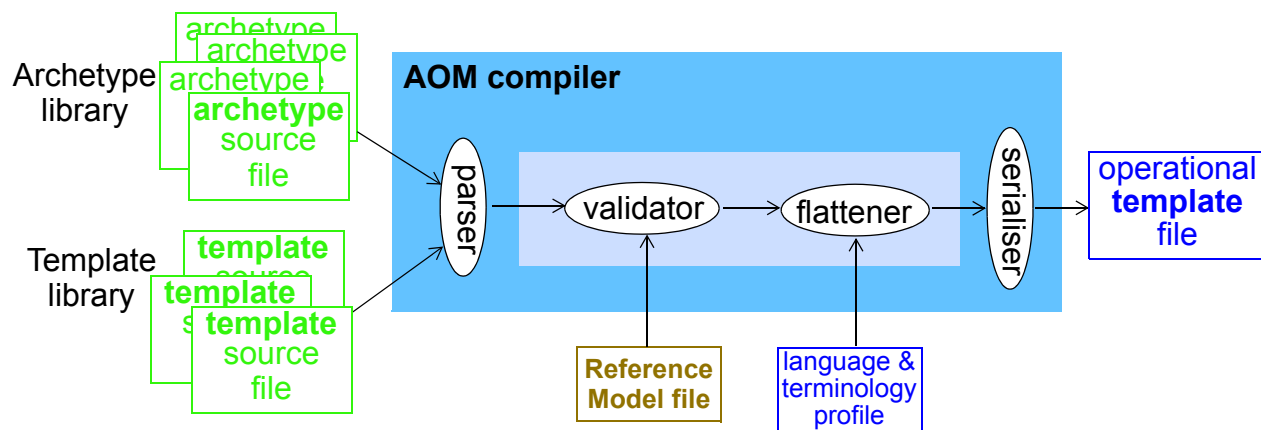 archetype
archetype
archetype
archetype
source
file
Archetype
library
AOM compiler
parser
validator
flattener
serialiser
operational
template
file
Template
library
template
source
template
template
source
file
Reference
Model file
language &
terminology
profile